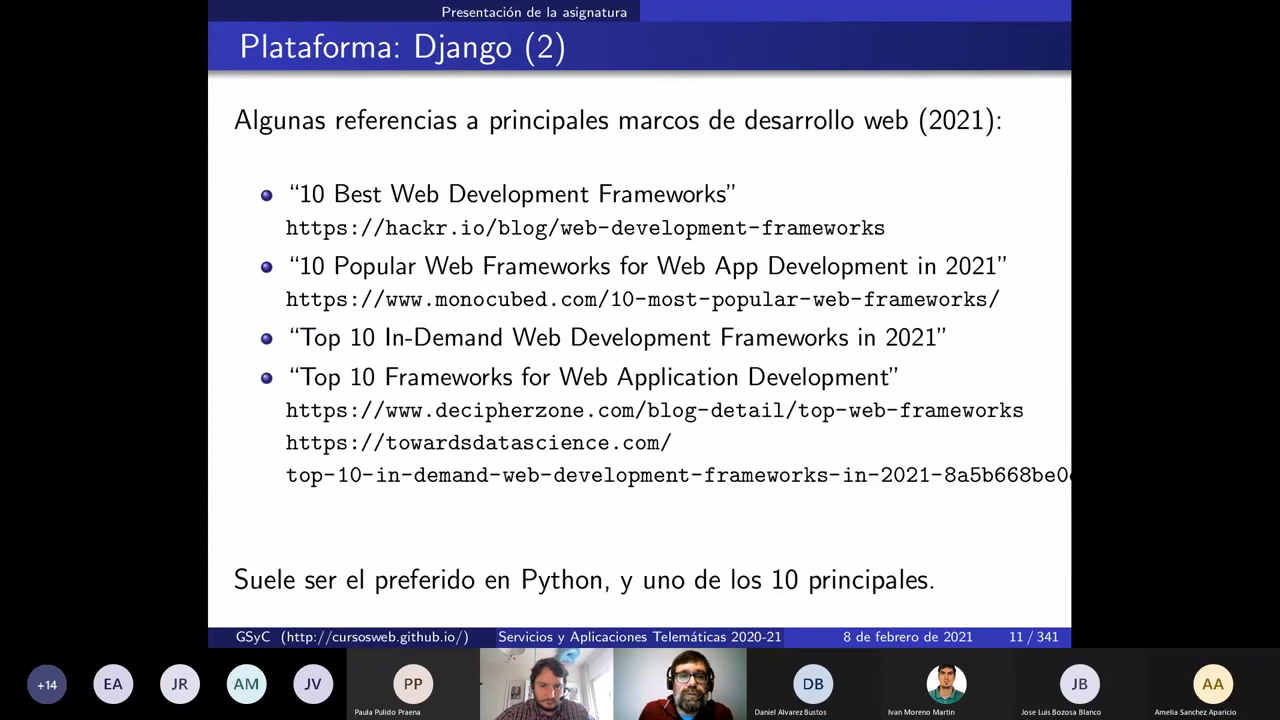 Presentación de la asignatura
Plataforma: Django (2)
Algunas referencias a principales marcos de desarrollo web (2021):
“10 Best Web Development Frameworks”
https://hackr.io/blog/web-development-frameworks
“10 Popular Web Frameworks for Web App Development in 2021”
https://www.monocubed.com/10-most-popular-web-frameworks/
“Top 10 In-Demand Web Development Frameworks in 2021”
“Top 10 Frameworks for Web Application Development”
https://www.decipherzone.com/blog-detail/top-web-frameworks
https://towardsdatascience.com/
top-10-in-demand-web-development-frameworks-in-2021-8a5b668be0
Suele ser el preferido en Python, y uno de los 10 principales.
GSyC (http://cursosweb.github.io/) Servicios y Aplicaciones Telemáticas 2020-21 8 de febrero de 2021 11 / 341
+14 EA JR AM JV PP DB JB AA
Paula Pulido Praena Daniel Alvarez Bustos Ivan Moreno Martin Jose Luis Bozosa Blanco Amelia Sanchez Aparicio